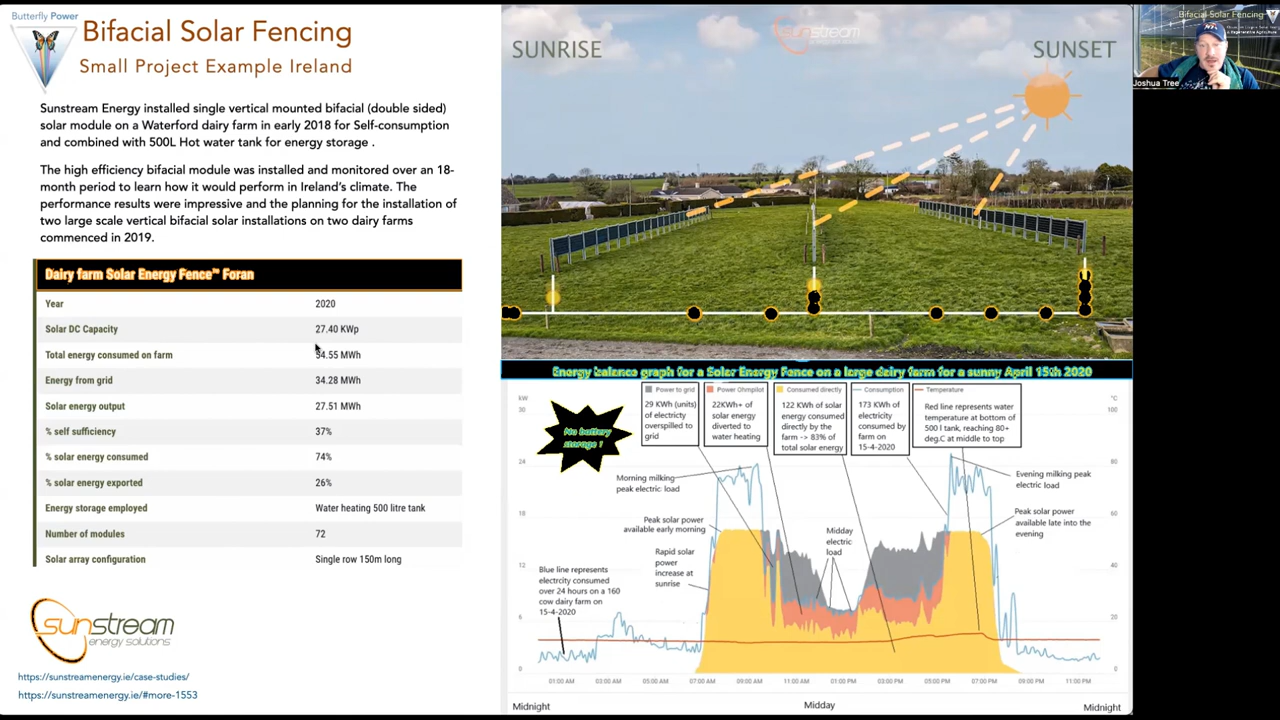 Butterfly Power
Bifacial Solar Fencing
Small Project Example Ireland
Sunstream Energy installed single vertical mounted bifacial (double sided)
solar module on a Waterford dairy farm in early 2018 for Self-consumption
and combined with 500L Hot water tank for energy storage .
The high efficiency bifacial module was installed and monitored over an 18-
month period to learn how it would perform in Ireland's climate. The
performance results were impressive and the planning for the installation of
two large scale vertical bifacial solar installations on two dairy farms
commenced in 2019.
Dairy farm Solar Energy Fence™ Foran
Year 2020
Solar DC Capacity 27.40 KWp
Total energy consumed on farm 54.55 MWh
Energy from grid 34.28 MWh
Solar energy output 27.51 MWh
% self sufficiency 37%
% solar energy consumed 74%
% solar energy exported 26%
Energy storage employed Water heating 500 litre tank
Number of modules 72
Solar array configuration Single row 150m long
sunstream
energy solutions
https://sunstreamenergy.ie/case-studies/
https://sunstreamenergy.ie/#more-1553
SUNRISE
sunstream
SUNSET
Energy balance graph for a Solar Energy Fence on a large dairy farm for a sunny April 15th 2020
kW
30
24
18
12
6
0
No battery
storage !
Power to grid
29 KWh (units)
of electricty
overspilled to
grid
Power Ohmpilot
22KWh+ of
solar energy
diverted to
water heating
Consumed directly
122 KWh of solar
energy consumed
directly by the
farm -> 83% of
total solar energy
Consumption
173 KWh of
electricity
consumed by
farm on
15-4-2020
Temperature
Red line represents water
temperature at bottom of
500 l tank, reaching 80+
deg.C at middle to top
°C
100
80
60
40
20
0
Morning milking
peak electric load
Peak solar power
available early morning
Rapid solar
power
increase at
sunrise
Blue line represents
electrcity consumed
over 24 hours on a 160
cow dairy farm on
15-4-2020
Midday
electric
load
Evening milking peak
electric load
Peak solar power
available late into the
evening
01:00 AM 03:00 AM 05:00 AM 07:00 AM 09:00 AM 11:00 AM 01:00 PM 03:00 PM 05:00 PM 07:00 PM 09:00 PM 11:00 PM
Midnight Midday Midnight
Bifacial Solar Fencing
Joshua Tree